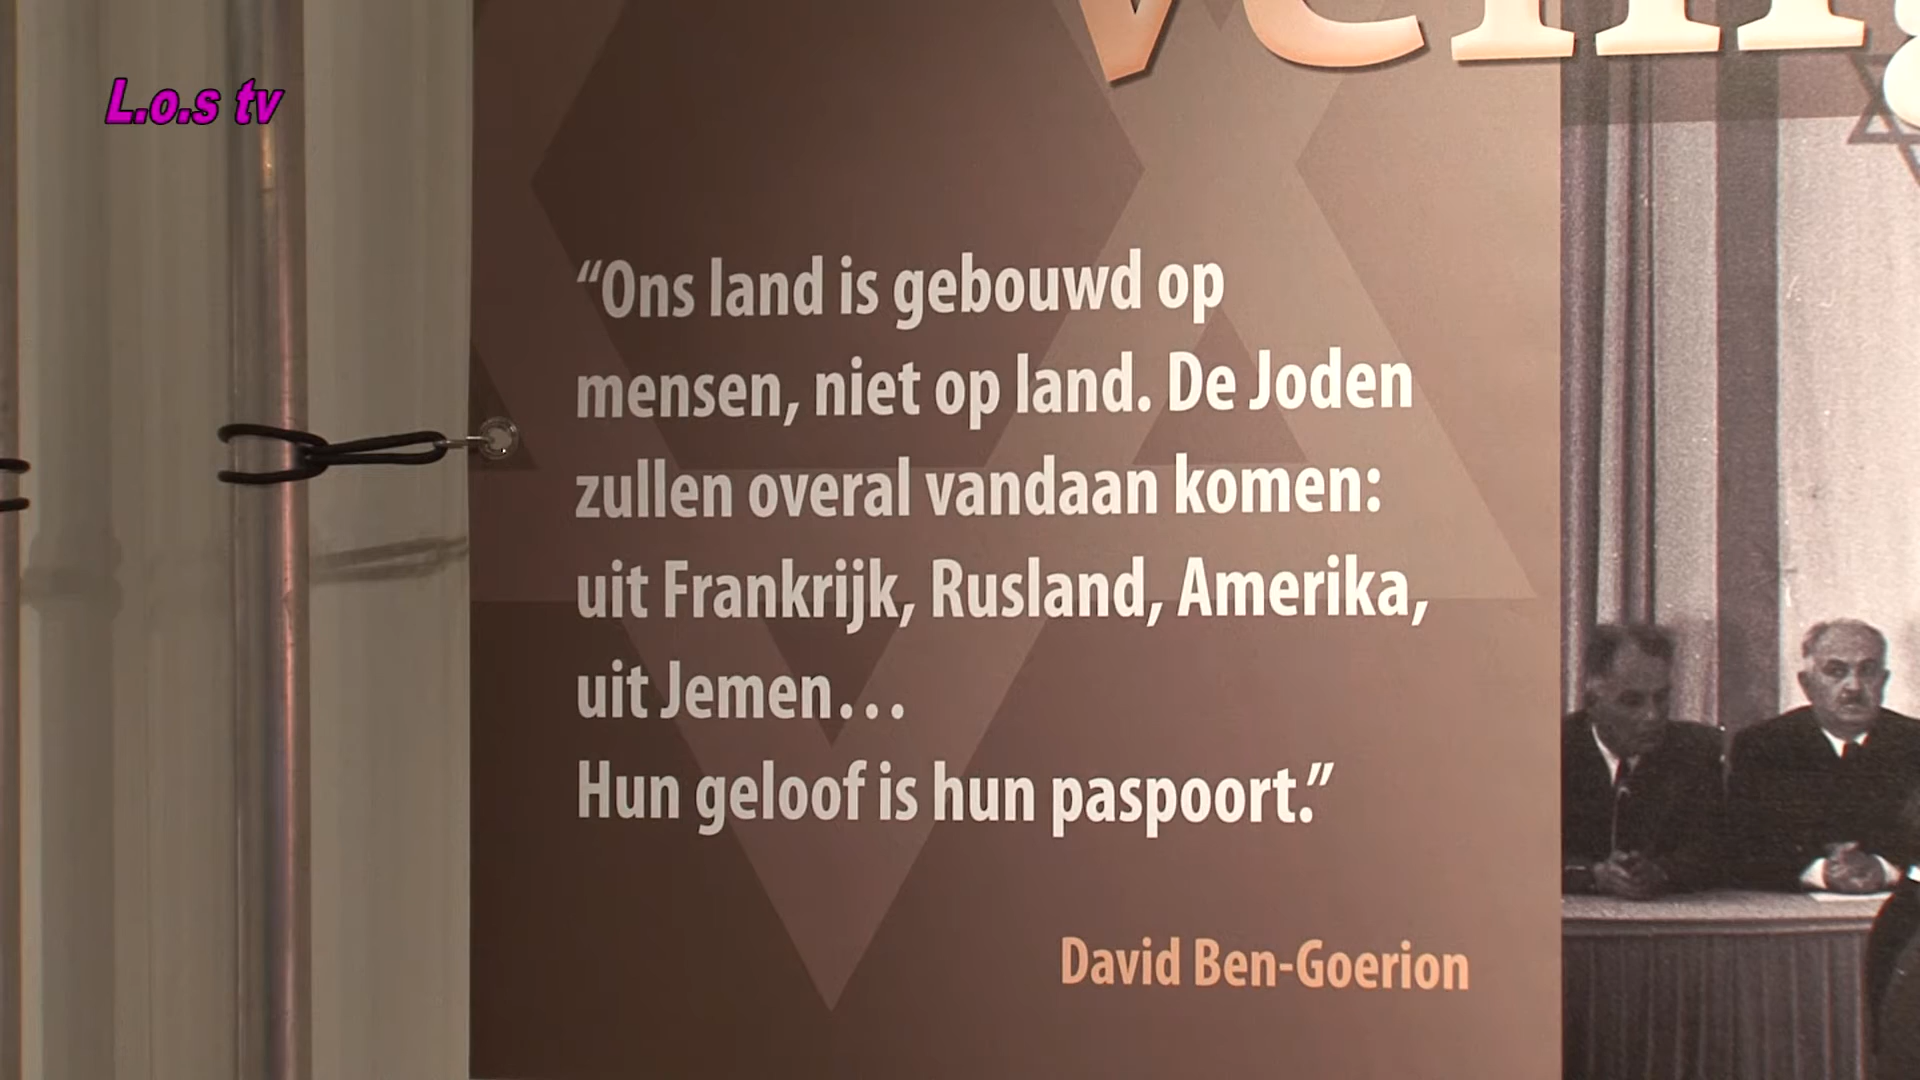 L.o.s tv
“Ons land is gebouwd op
mensen, niet op land. De Joden
zullen overal vandaan komen:
uit Frankrijk, Rusland, Amerika,
uit Jemen…
Hun geloof is hun paspoort.”
David Ben-Goerion